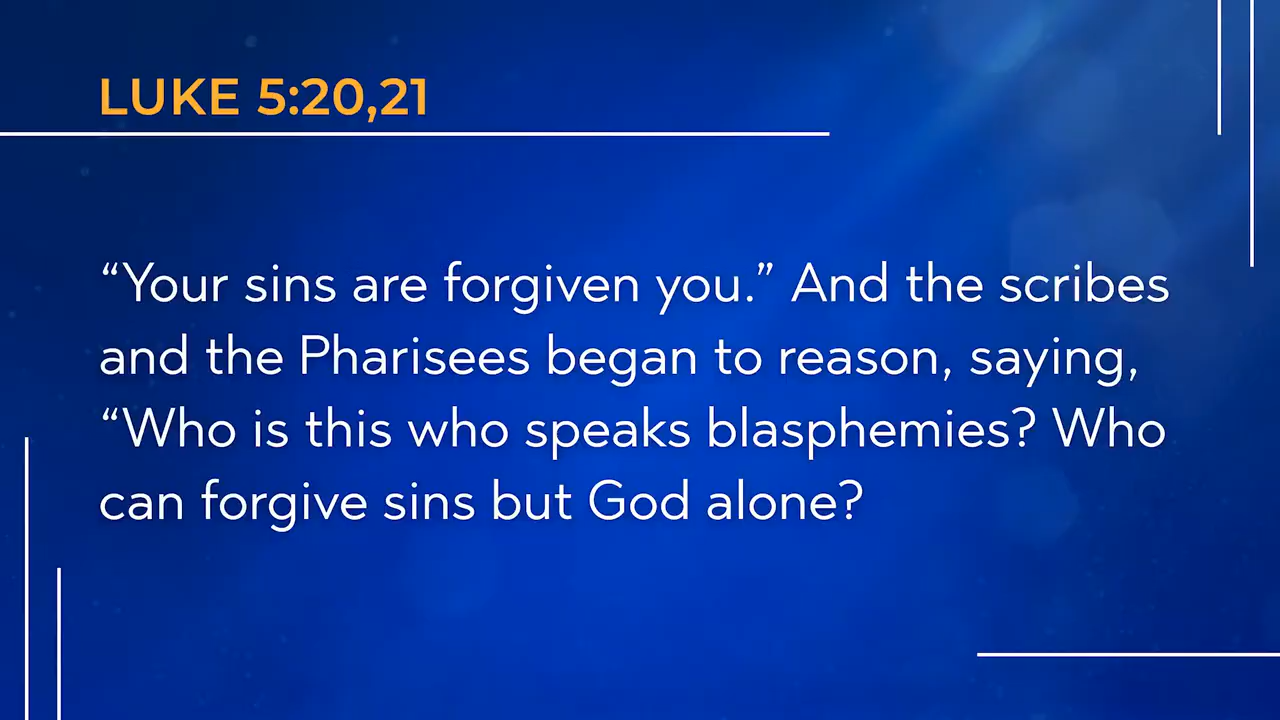 LUKE 5:20,21
“Your sins are forgiven you.” And the scribes
and the Pharisees began to reason, saying,
“Who is this who speaks blasphemies? Who
can forgive sins but God alone?